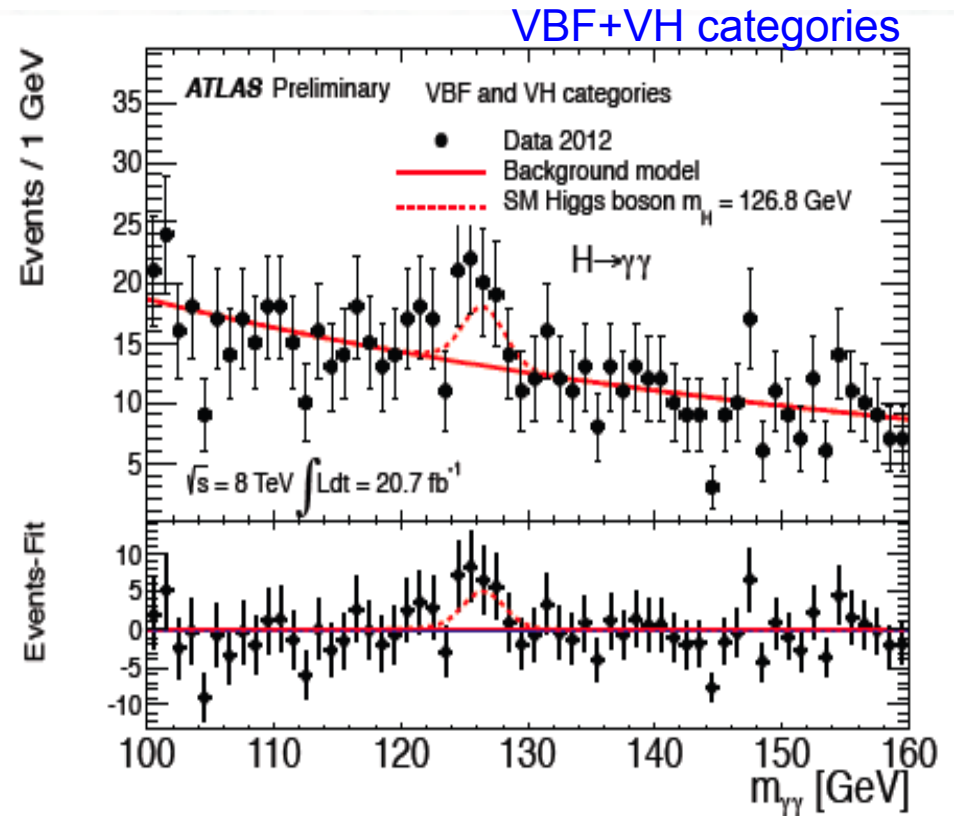 VBF+VH categories
ATLAS Preliminary VBF and VH categories
Data 2012
Background model
SM Higgs boson m_H = 126.8 GeV
H→γγ
√s = 8 TeV ∫Ldt = 20.7 fb⁻¹
Events / 1 GeV
35
30
25
20
15
10
5
Events-Fit
10
5
0
-5
-10
100 110 120 130 140 150 160
m_γγ [GeV]